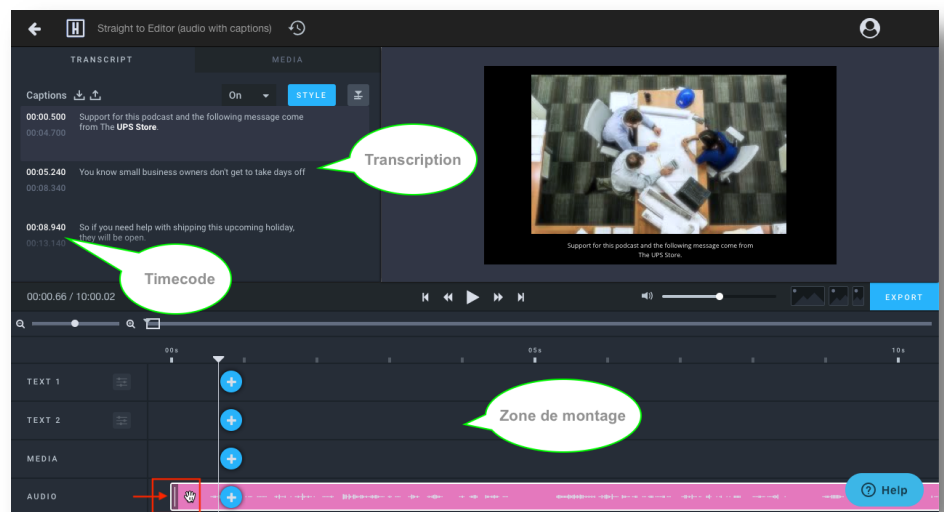 H Straight to Editor (audio with captions)
TRANSCRIPT MEDIA
Captions On STYLE
00:00.500 Support for this podcast and the following message come
00:04.700 from The UPS Store.
Transcription
00:05.240 You know small business owners don't get to take days off
00:08.340
00:08.940 So if you need help with shipping this upcoming holiday,
00:13.140 they will be open.
Timecode
Support for this podcast and the following message come from
The UPS Store.
00:00.66 / 10:00.02 EXPORT
00s 05s 10s
TEXT 1
TEXT 2
Zone de montage
MEDIA
AUDIO
? Help